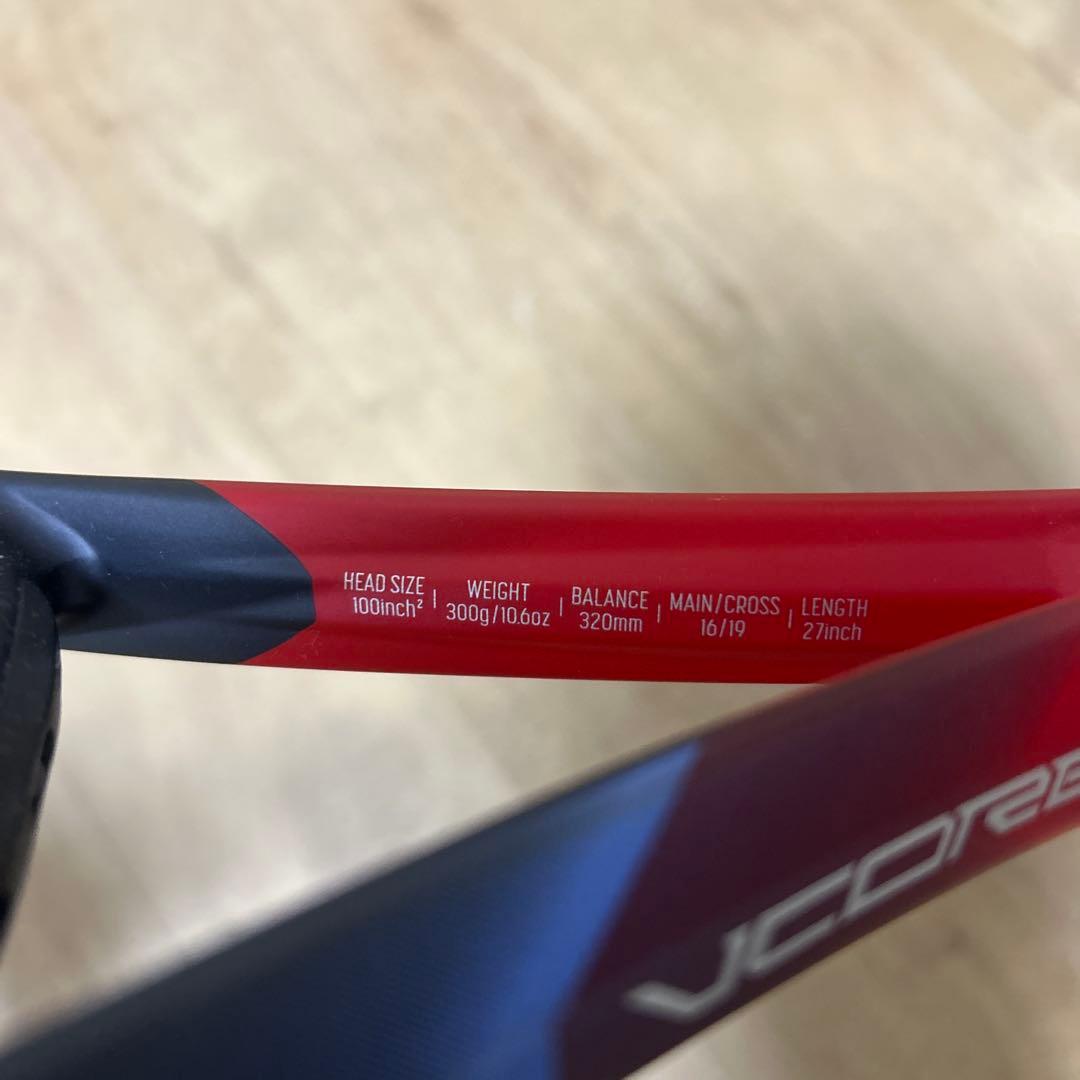 HEAD SIZE | WEIGHT | BALANCE | MAIN/CROSS | LENGTH
100inch² 300g/10.6oz 320mm 16/19 27inch
VCORE